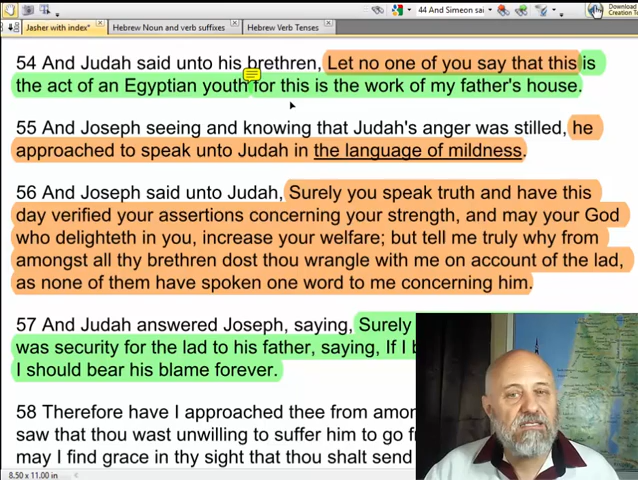 44 And Simeon sai
Download
Creation T
Jasher with index*
Hebrew Noun and verb suffixes
Hebrew Verb Tenses
54 And Judah said unto his brethren, Let no one of you say that this is
the act of an Egyptian youth for this is the work of my father's house.
55 And Joseph seeing and knowing that Judah's anger was stilled, he
approached to speak unto Judah in the language of mildness.
56 And Joseph said unto Judah, Surely you speak truth and have this
day verified your assertions concerning your strength, and may your God
who delighteth in you, increase your welfare; but tell me truly why from
amongst all thy brethren dost thou wrangle with me on account of the lad,
as none of them have spoken one word to me concerning him.
57 And Judah answered Joseph, saying, Surely
was security for the lad to his father, saying, If I b
I should bear his blame forever.
58 Therefore have I approached thee from amon
saw that thou wast unwilling to suffer him to go f
may I find grace in thy sight that thou shalt send
8.50 x 11.00 in